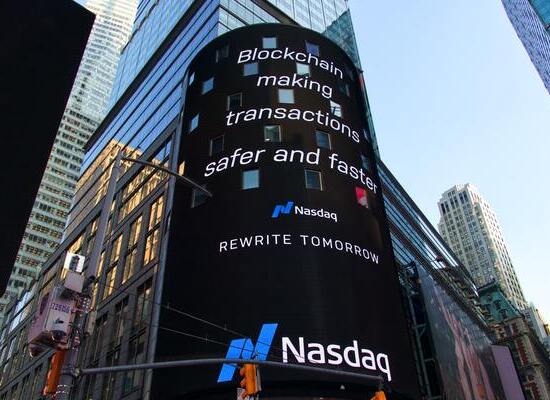 Blockchain
making
transactions
safer and faster
Nasdaq
REWRITE TOMORROW
Nasdaq